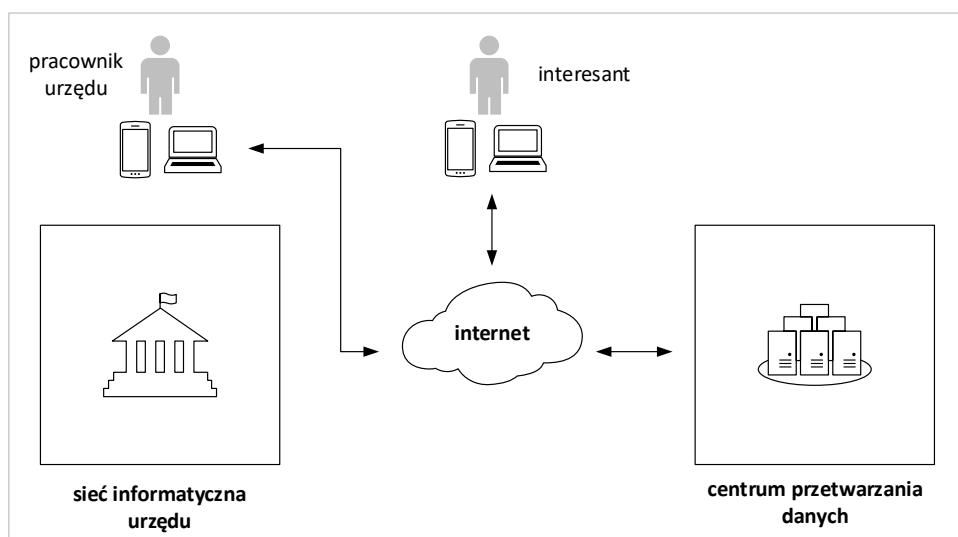 pracownik
urzędu
interesant
internet
sieć informatyczna
urzędu
centrum przetwarzania
danych